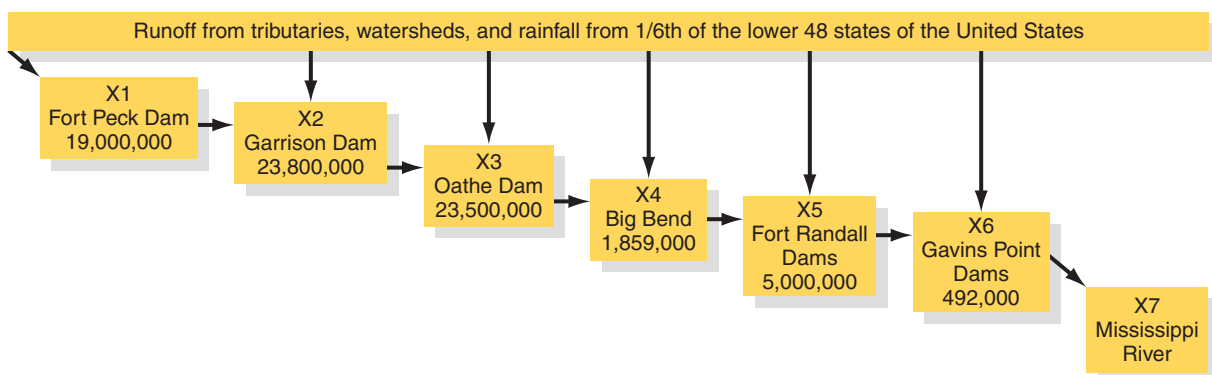 Runoff from tributaries, watersheds, and rainfall from 1/6th of the lower 48 states of the United States
X1
Fort Peck Dam
19,000,000
X2
Garrison Dam
23,800,000
X3
Oathe Dam
23,500,000
X4
Big Bend
1,859,000
X5
Fort Randall
Dams
5,000,000
X6
Gavins Point
Dams
492,000
X7
Mississippi
River